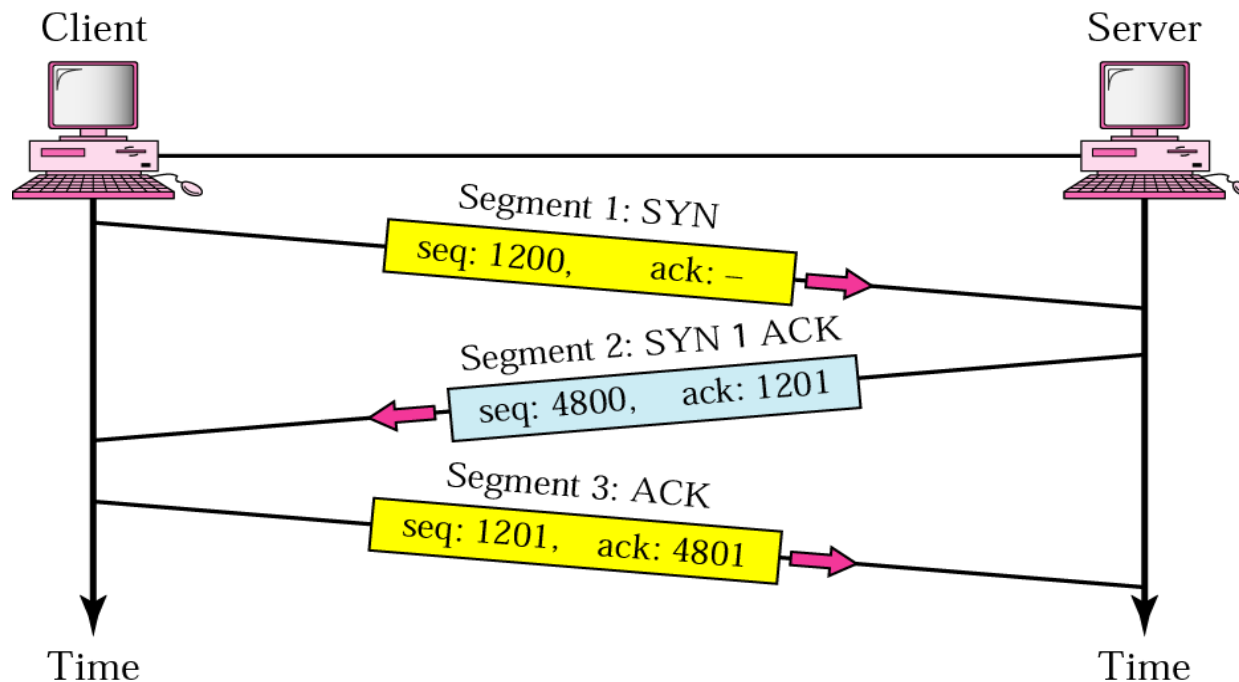 Client
Server
Segment 1: SYN
seq: 1200, ack: –
Segment 2: SYN 1 ACK
seq: 4800, ack: 1201
Segment 3: ACK
seq: 1201, ack: 4801
Time
Time